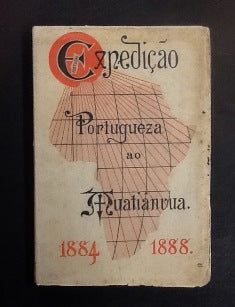 Expedição
Portugueza
ao
Muatiânvua.
1884 1888.